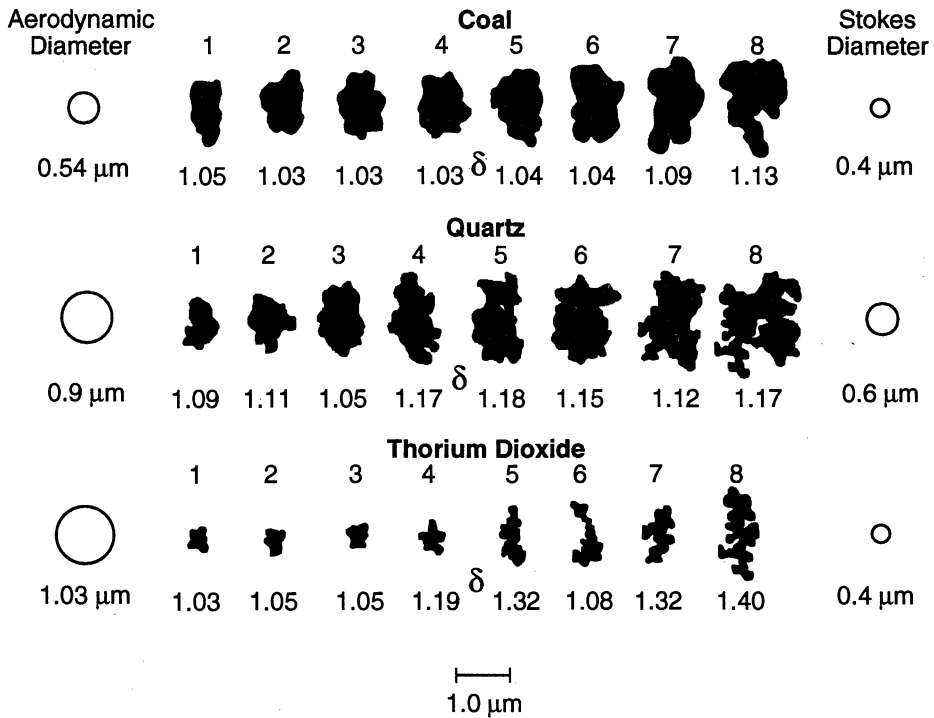 Aerodynamic Diameter Coal Stokes Diameter
1 2 3 4 5 6 7 8
0.54 μm 1.05 1.03 1.03 1.03 δ 1.04 1.04 1.09 1.13 0.4 μm
Quartz
1 2 3 4 5 6 7 8
δ
0.9 μm 1.09 1.11 1.05 1.17 1.18 1.15 1.12 1.17 0.6 μm
Thorium Dioxide
1 2 3 4 5 6 7 8
δ
1.03 μm 1.03 1.05 1.05 1.19 1.32 1.08 1.32 1.40 0.4 μm
1.0 μm